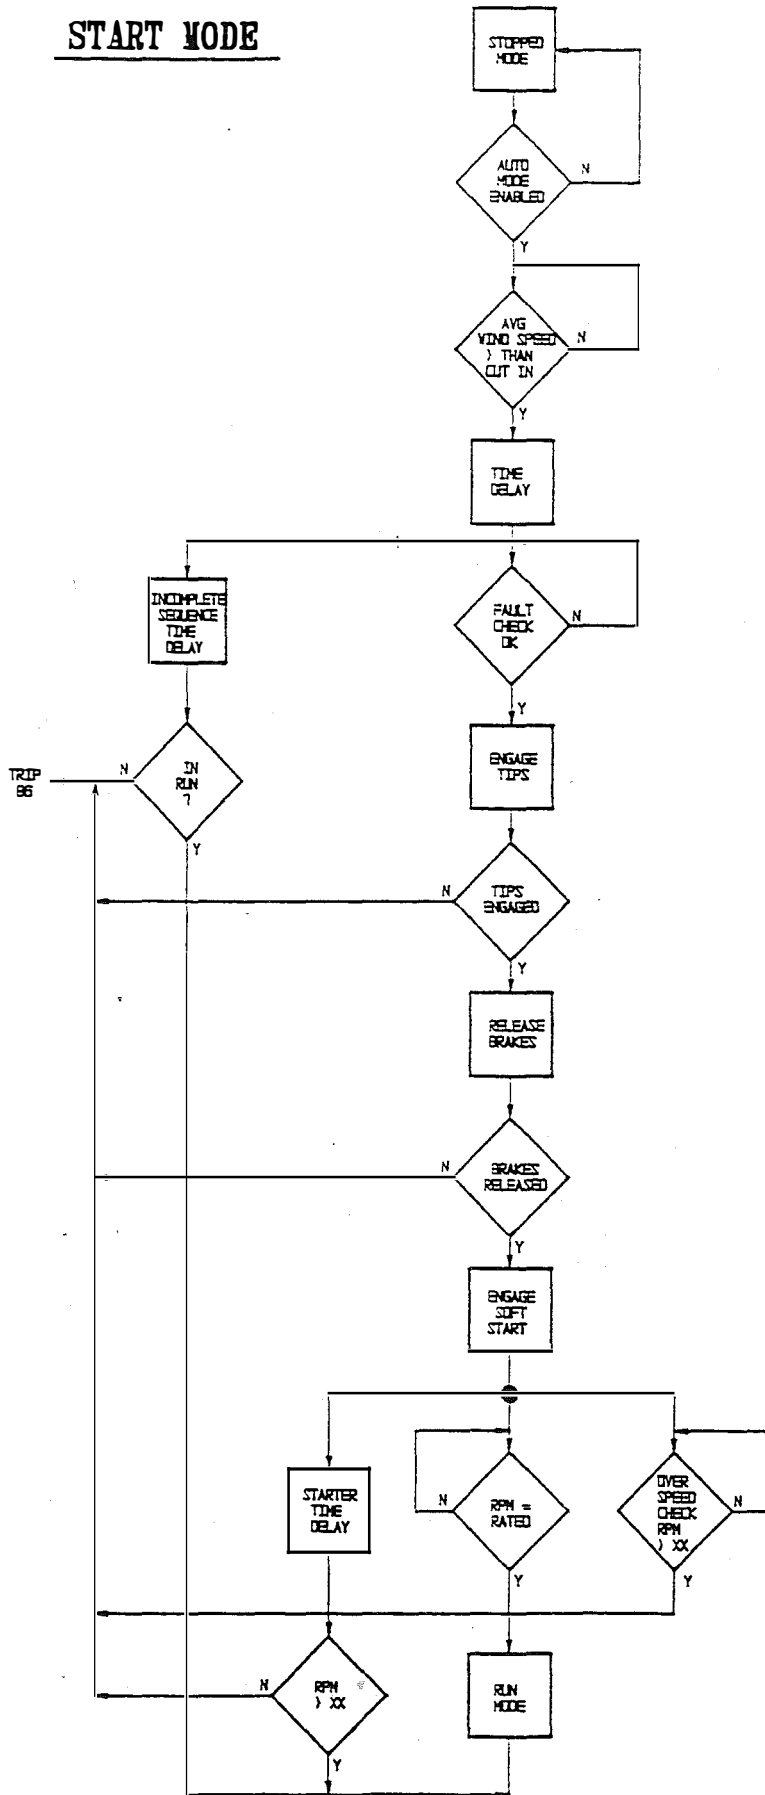 START MODE
STOPPED
MODE
AUTO
MODE
ENABLED
N
Y
AVG
WIND SPEED
> THAN
CUT IN
N
Y
TIME
DELAY
INCOMPLETE
SEQUENCE
TIME
DELAY
FAULT
CHECK
OK
N
Y
TRIP
86
N
IN
RUN
?
Y
ENGAGE
TIPS
N
TIPS
ENGAGED
Y
RELEASE
BRAKES
N
BRAKES
RELEASED
Y
ENGAGE
SOFT
START
STARTER
TIME
DELAY
N
RPM =
RATED
Y
OVER
SPEED
CHECK
RPM
> XX
N
Y
N
RPM
> XX
Y
RUN
MODE